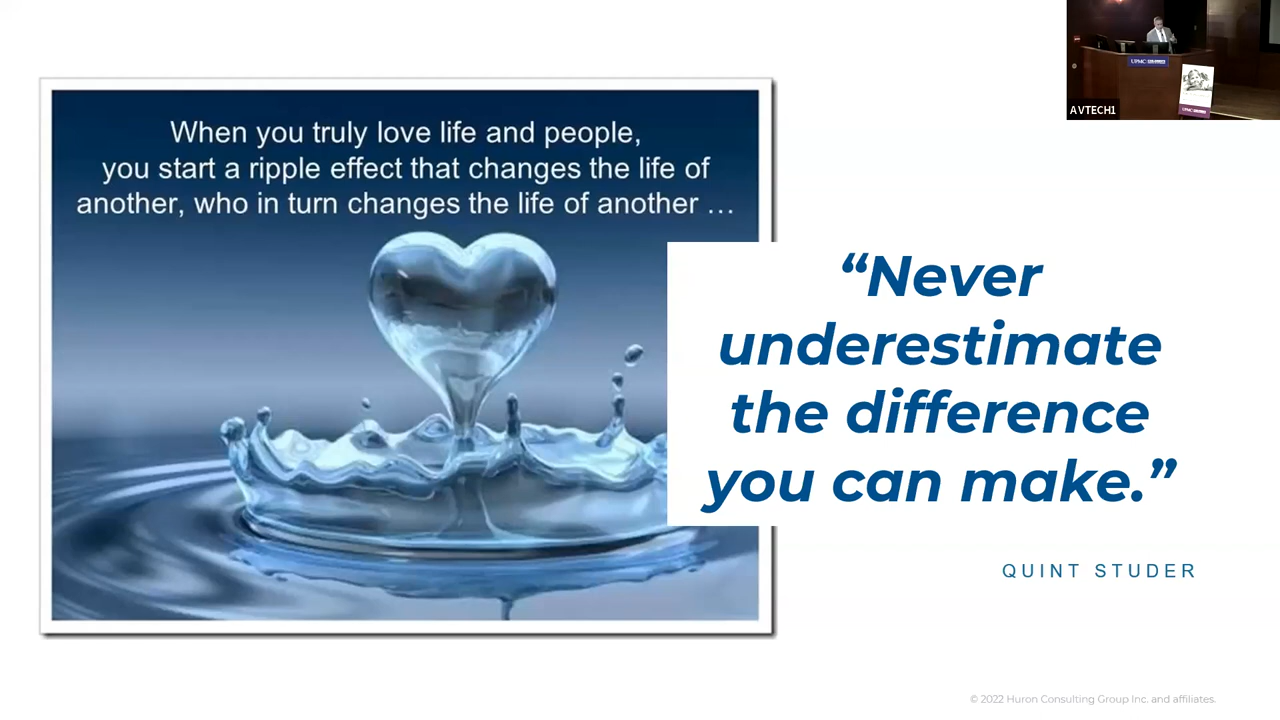 When you truly love life and people,
you start a ripple effect that changes the life of
another, who in turn changes the life of another …
“Never
underestimate
the difference
you can make.”
QUINT STUDER
© 2022 Huron Consulting Group Inc. and affiliates.
UPMC
AVTECH1
UPMC